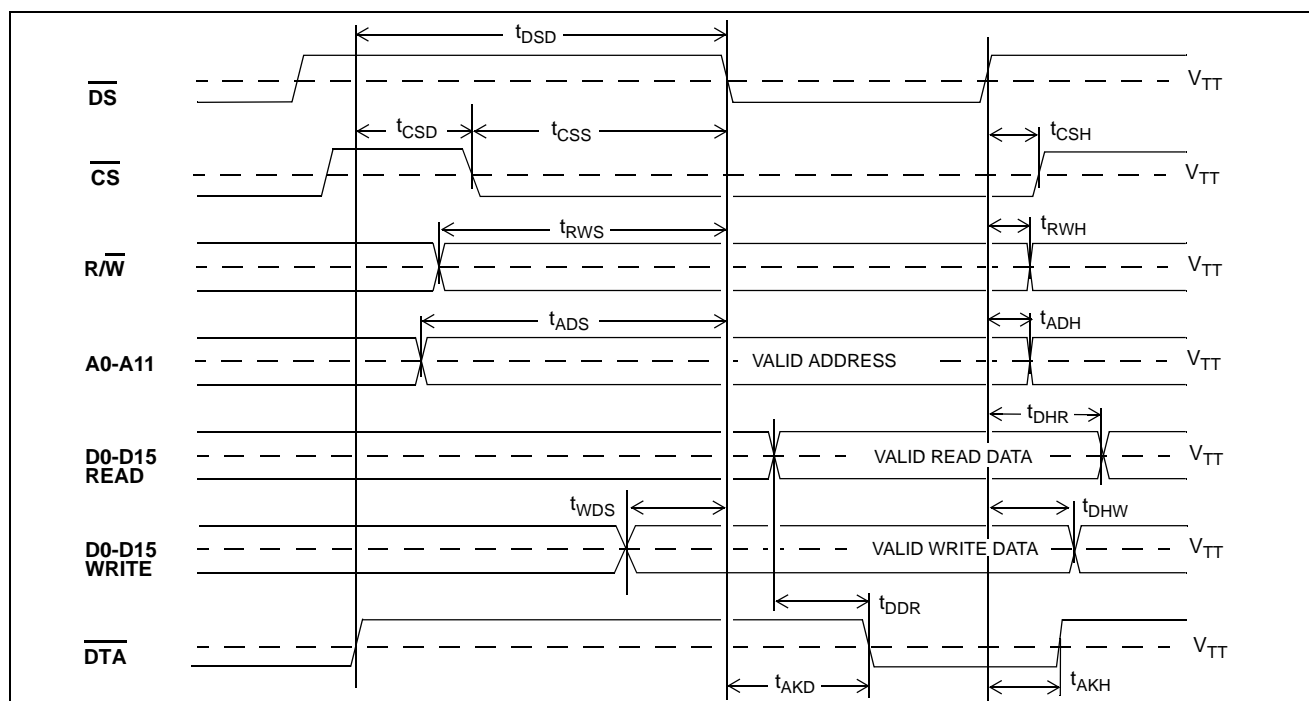 tDSD
DS VTT
tCSD tCSS tCSH
CS VTT
tRWS tRWH
R/W VTT
tADS tADH
A0-A11 VALID ADDRESS VTT
tDHR
D0-D15
READ VALID READ DATA VTT
tWDS tDHW
D0-D15
WRITE VALID WRITE DATA VTT
tDDR
DTA VTT
tAKD tAKH